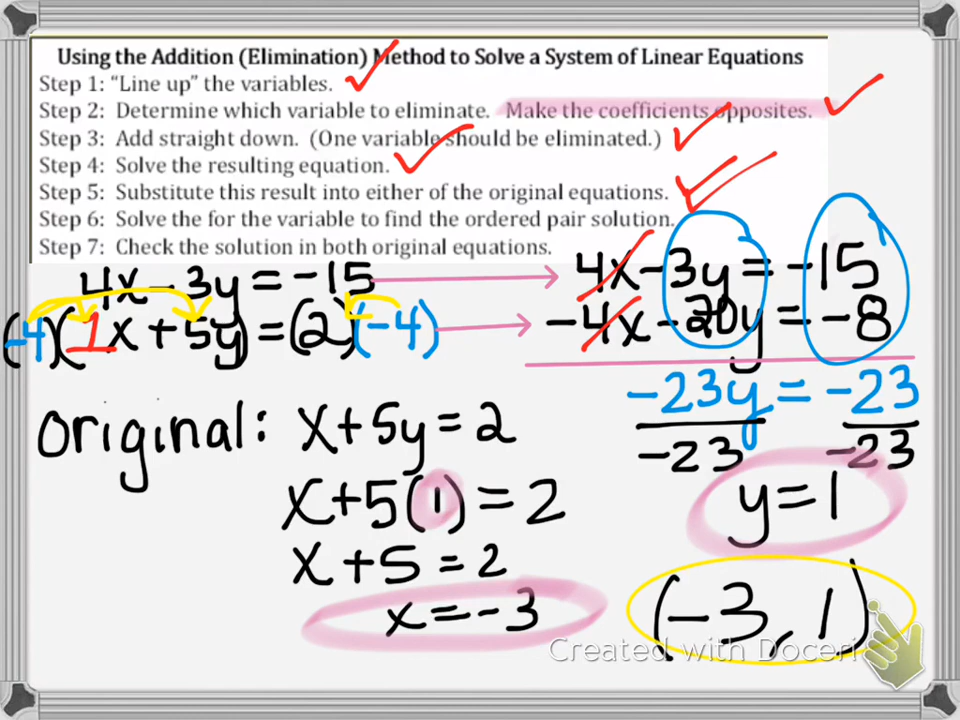 Using the Addition (Elimination) Method to Solve a System of Linear Equations
Step 1: “Line up” the variables.
Step 2: Determine which variable to eliminate. Make the coefficients opposites.
Step 3: Add straight down. (One variable should be eliminated.)
Step 4: Solve the resulting equation.
Step 5: Substitute this result into either of the original equations.
Step 6: Solve the for the variable to find the ordered pair solution.
Step 7: Check the solution in both original equations.
4x - 3y = -15
(-4)(1x + 5y) = (2)(-4)
4x - 3y = -15
-4x - 20y = -8
-23y = -23
-23 -23
y = 1
original: x + 5y = 2
x + 5(1) = 2
x + 5 = 2
x = -3
(-3, 1)
Created with Doceri